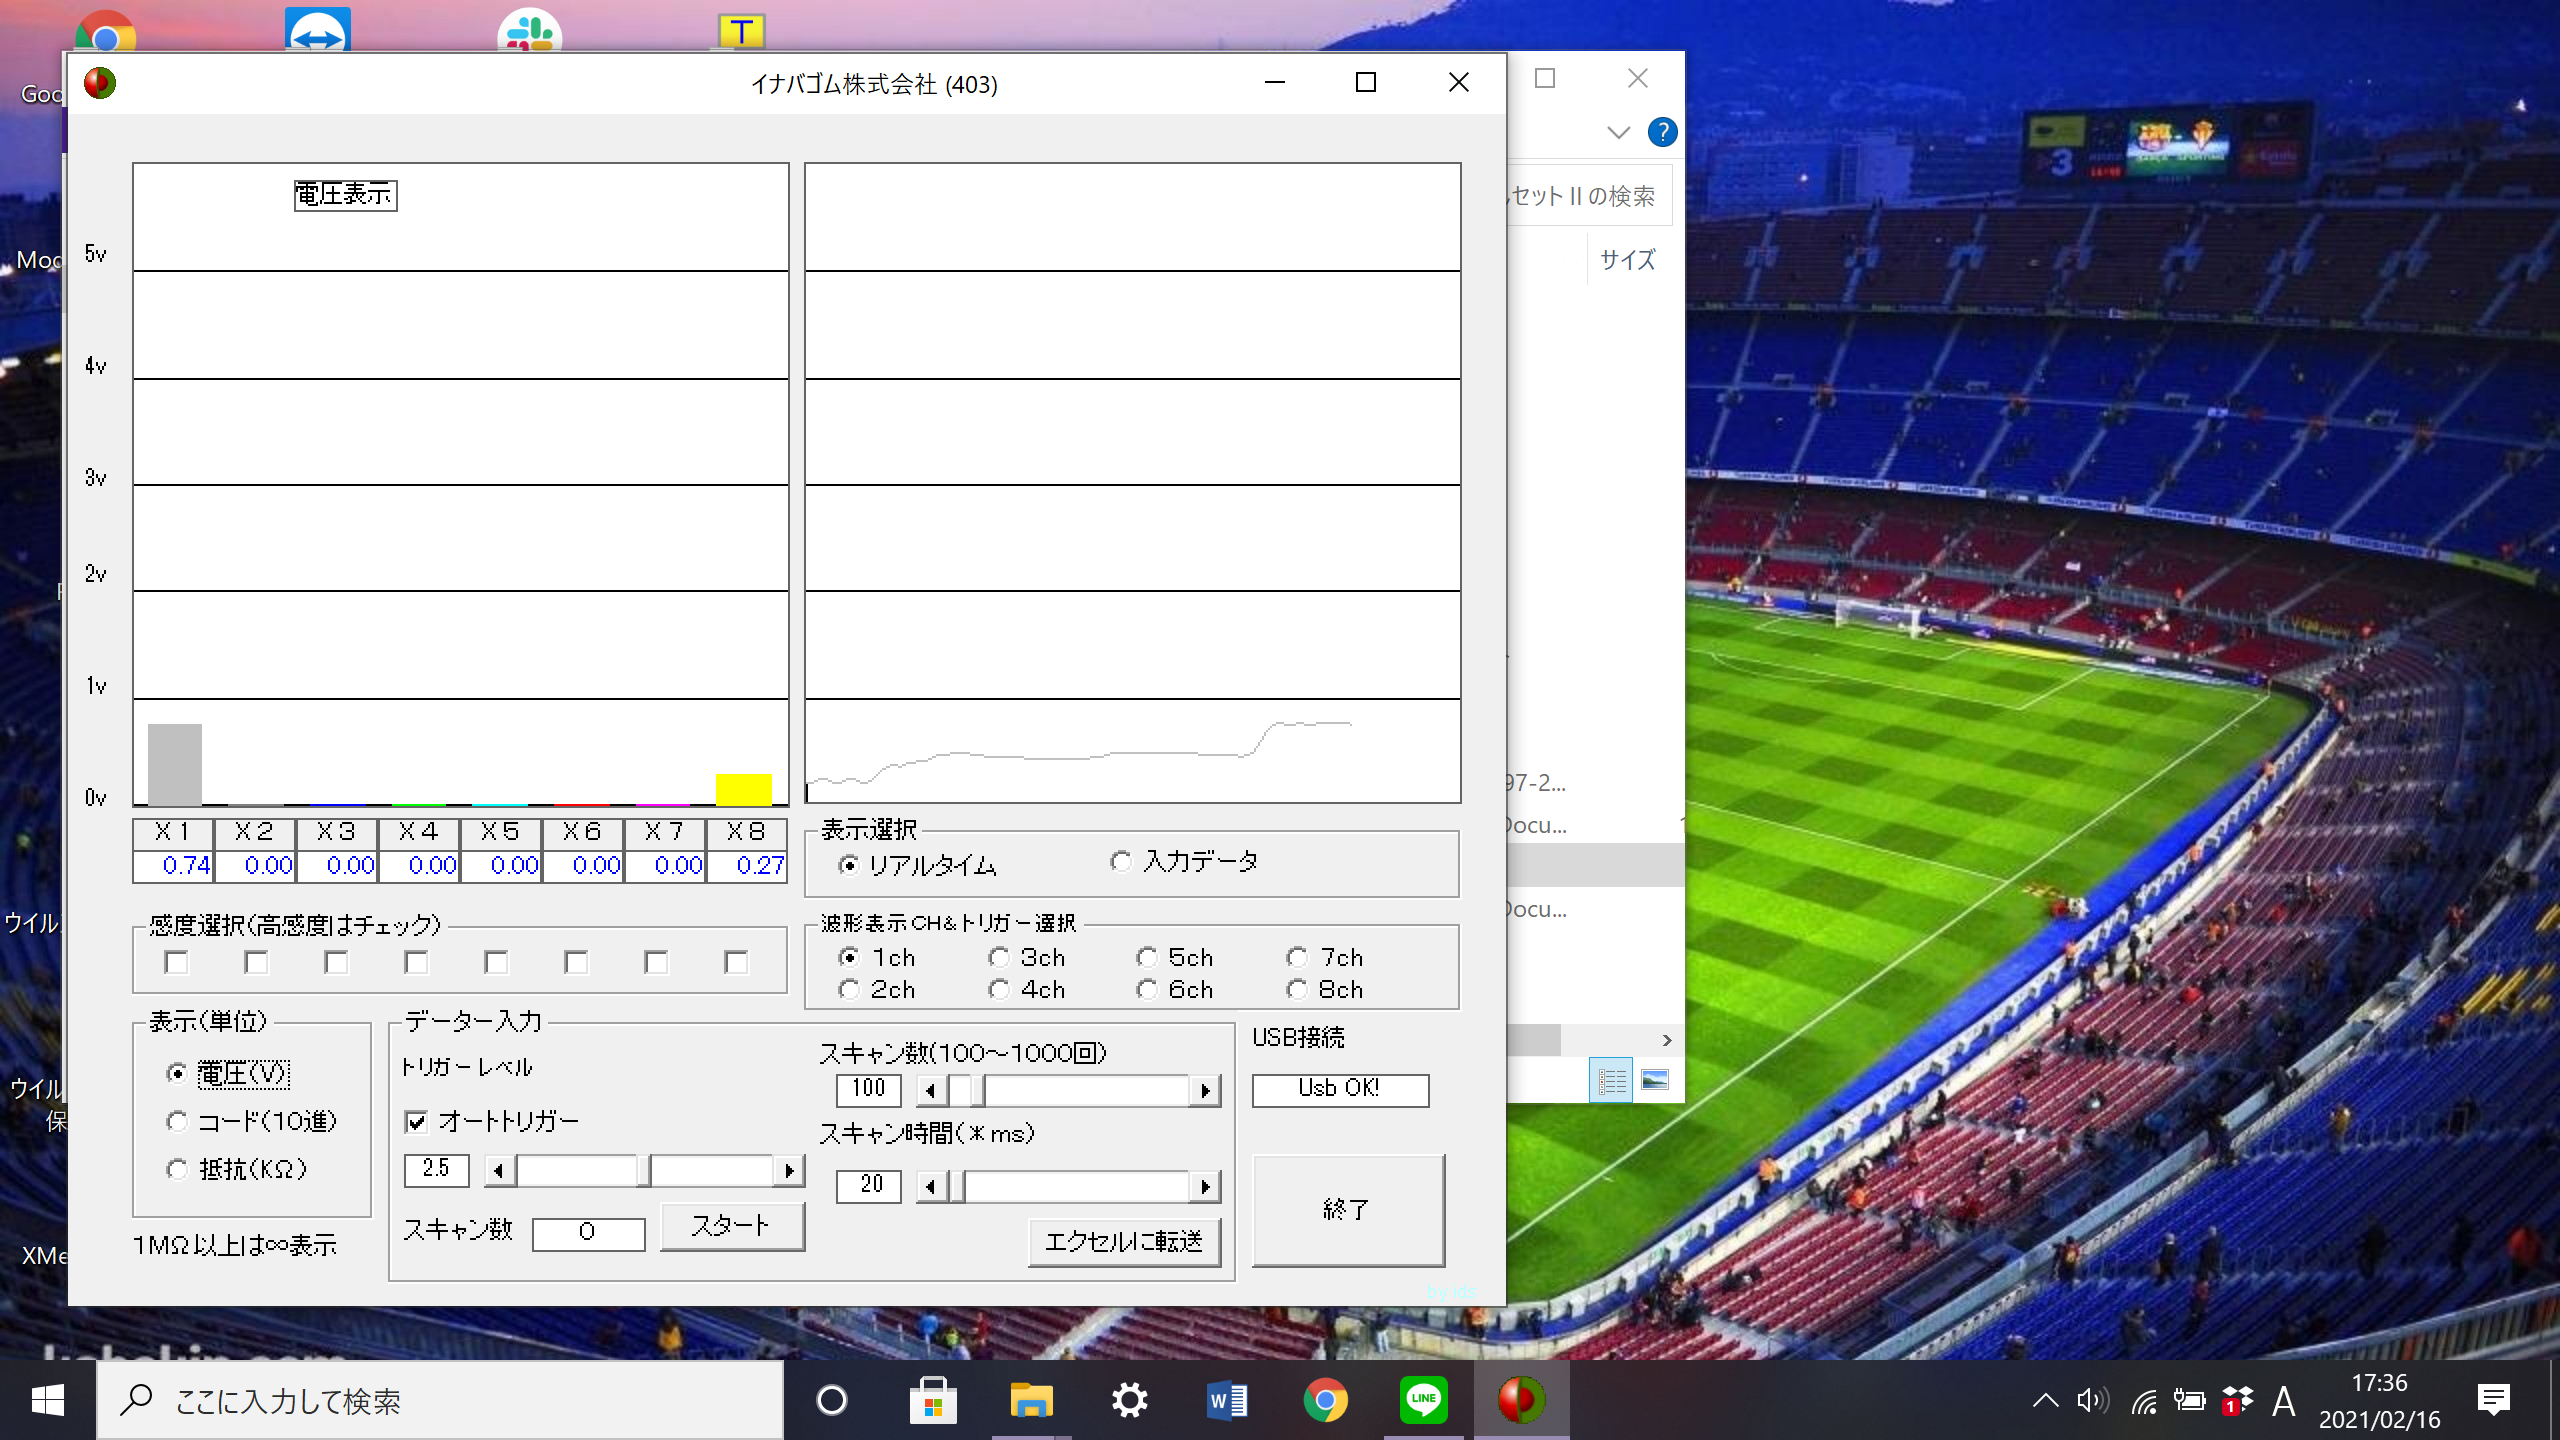 T
Goo
イナバゴム株式会社 (403)
?
電圧表示
セット II の検索
サイズ
5v
Mod
4v
3v
2v
1v
0v
97-2...
X1 X2 X3 X4 X5 X6 X7 X8
0.74 0.00 0.00 0.00 0.00 0.00 0.00 0.27
表示選択
リアルタイム 入力データ
Docu...
感度選択(高感度はチェック)
波形表示CH&トリガー選択
1ch 3ch 5ch 7ch
2ch 4ch 6ch 8ch
Docu...
ウイル
表示(単位)
電圧(V)
コード(10進)
抵抗(KΩ)
1MΩ以上は∞表示
データー入力
トリガーレベル
オートトリガー
2.5
スキャン数 0 スタート
スキャン数(100～1000回)
100
スキャン時間(*ms)
20
エクセルに転送
USB接続
Usb OK!
終了
ウイル
保
XMe
by ids
kabekin.com
ここに入力して検索
W
LINE
1
A
17:36
2021/02/16